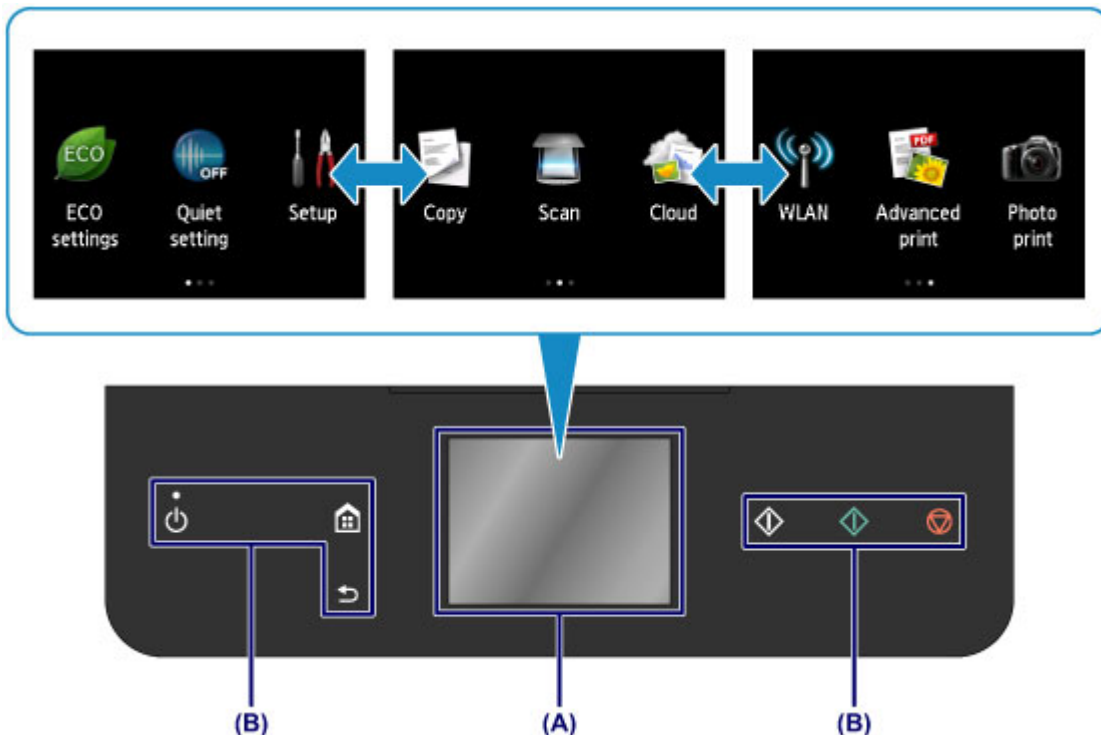 ECO
OFF
PDF
ECO
settings
Quiet
setting
Setup
Copy
Scan
Cloud
WLAN
Advanced
print
Photo
print
(B)
(A)
(B)